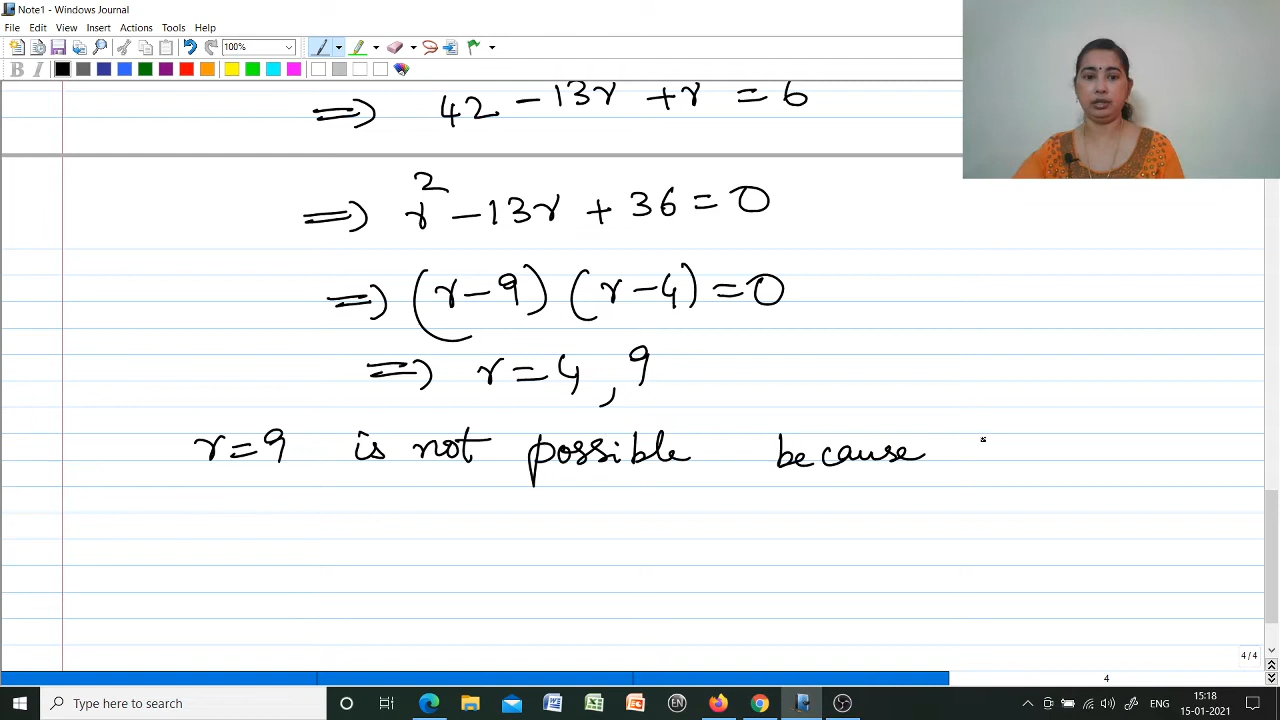 Note1 - Windows Journal
File Edit View Insert Actions Tools Help
100%
B I
⟹ 42 - 13r + r = 6
⟹ r² - 13r + 36 = 0
⟹ (r - 9) (r - 4) = 0
⟹ r = 4 , 9
r = 9 is not possible because
4/4
4
Type here to search
EN
ENG
15:18
15-01-2021